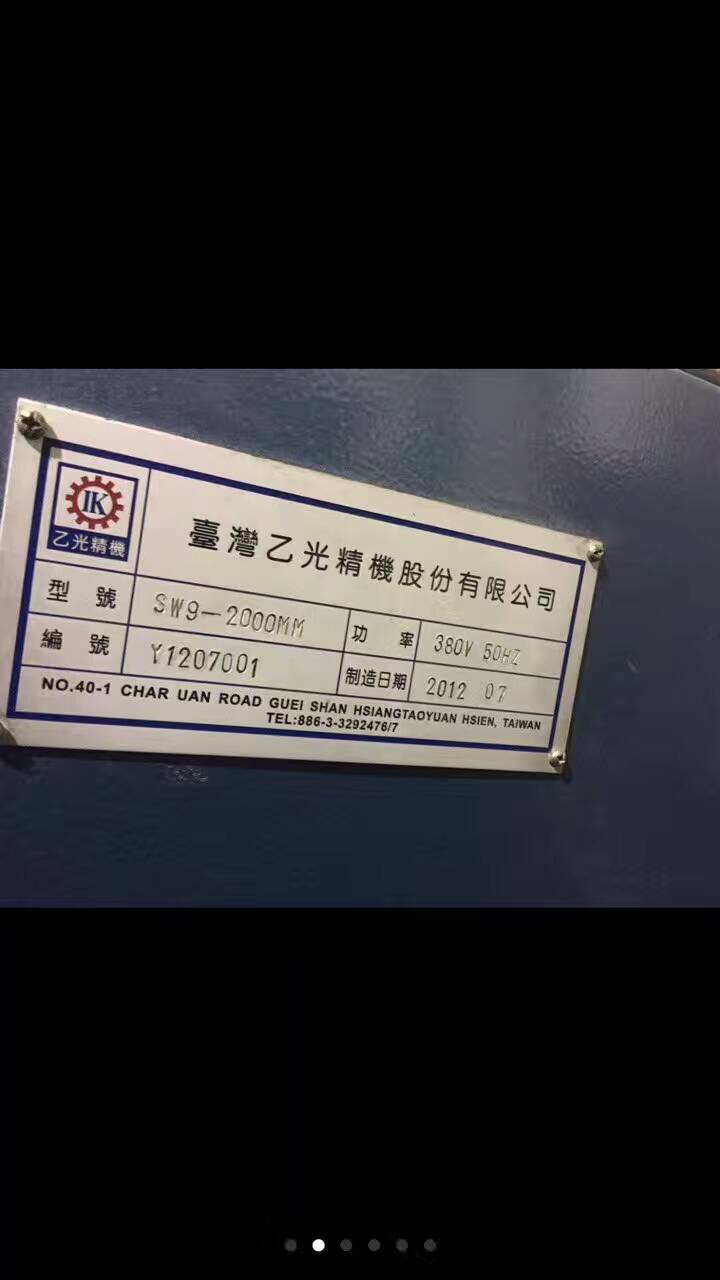 IK
乙光精機
臺灣乙光精機股份有限公司
型號 SW9-2000MM 功率 380V 50HZ
編號 Y1207001 制造日期 2012 07
NO.40-1 CHAR UAN ROAD GUEI SHAN HSIANGTAOYUAN HSIEN, TAIWAN
TEL:886-3-3292476/7